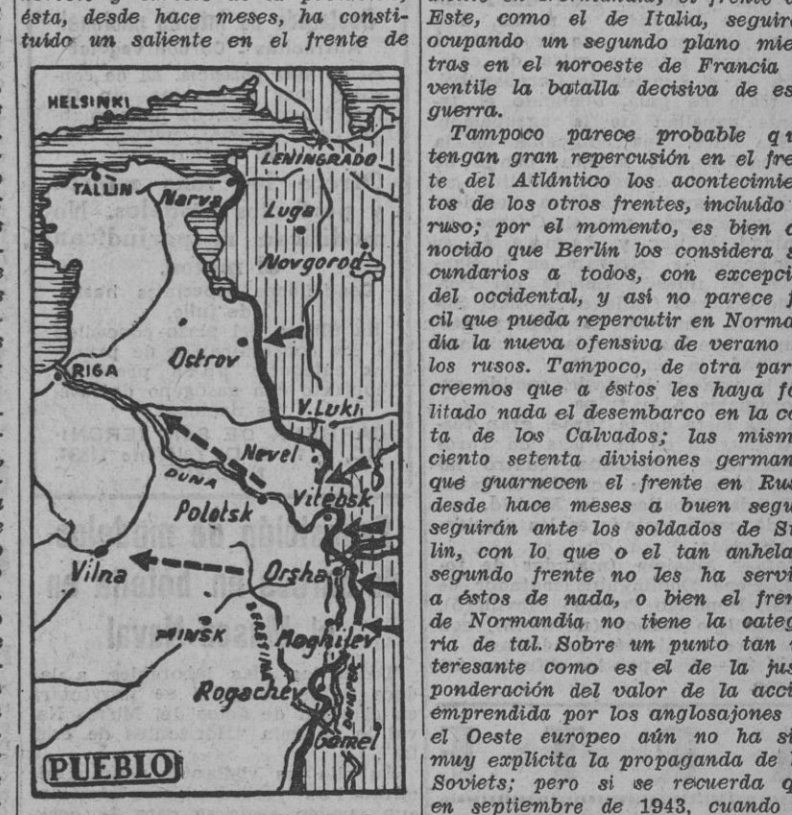 ésta, desde hace meses, ha consti-
tuído un saliente en el frente de
HELSINKI
LENINGRADO
TALLIN
Narva
Luga
Novgorod
Ostrov
RIGA
V. Luki
Nevel
DUNA
Vitebsk
Polotsk
Vilna
Orsha
BERESINA
MINSK
Moghilev
Rogachev
DNIEPER
Gomel
PUEBLO
Este, como el de Italia, seguir
ocupando un segundo plano mie
tras en el noroeste de Francia
ventile la batalla decisiva de es
guerra.
Tampoco parece probable qu
tengan gran repercusión en el fre
te del Atlántico los acontecimie
tos de los otros frentes, incluído
ruso; por el momento, es bien c
nocido que Berlín los considera s
cundarios a todos, con excepci
del occidental, y así no parece f
cil que pueda repercutir en Norma
día la nueva ofensiva de verano
los rusos. Tampoco, de otra par
creemos que a éstos les haya fa
litado nada el desembarco en la co
ta de los Calvados; las mism
ciento setenta divisiones german
que guarnecen el frente en Rus
desde hace meses a buen segu
seguirán ante los soldados de St
lin, con lo que o el tan anhela
segundo frente no les ha servi
a éstos de nada, o bien el fren
de Normandía no tiene la categ
ría de tal. Sobre un punto tan
teresante como es el de la jus
ponderación del valor de la acci
emprendida por los anglosajones
el Oeste europeo aún no ha si
muy explícita la propaganda de l
Soviets; pero si se recuerda q
en septiembre de 1943, cuando